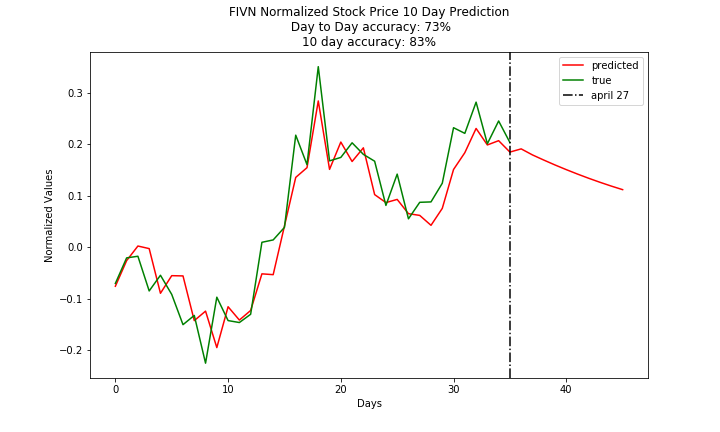 FIVN Normalized Stock Price 10 Day Prediction
Day to Day accuracy: 73%
10 day accuracy: 83%
predicted
true
april 27
0.3
0.2
0.1
0.0
−0.1
−0.2
Normalized Values
0
10
20
30
40
Days